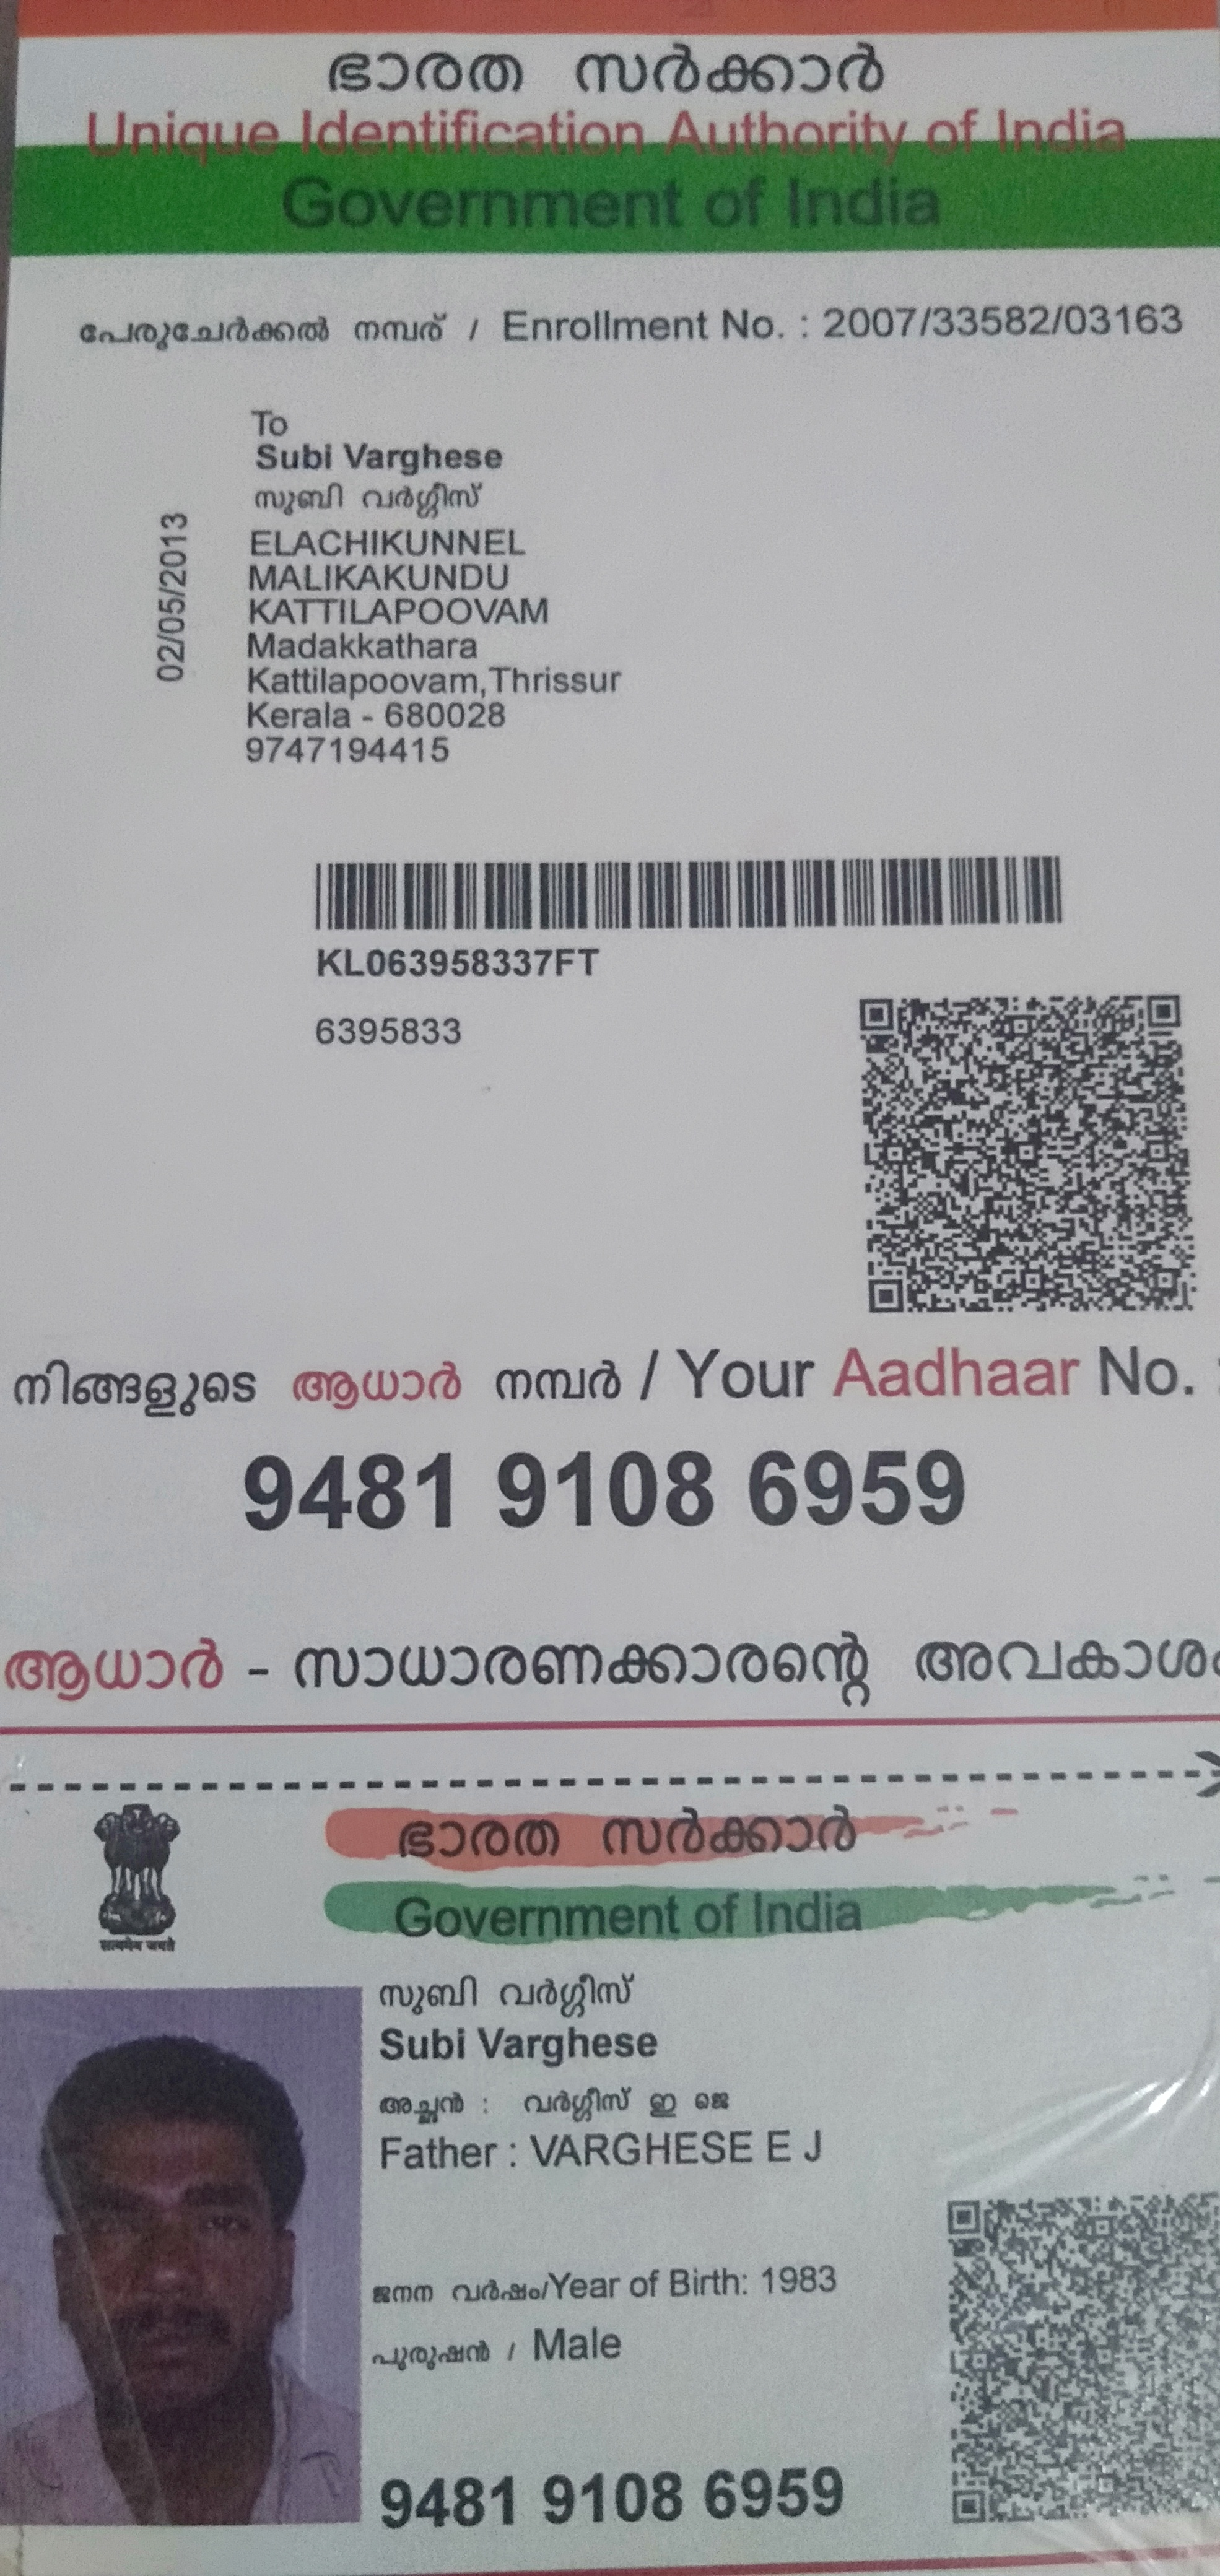 ഭാരത സർക്കാർ
Unique Identification Authority of India
Government of India
പേരുചേർക്കൽ നമ്പര് / Enrollment No. : 2007/33582/03163
02/05/2013
To
Subi Varghese
സുബി വർഗ്ഗീസ്
ELACHIKUNNEL
MALIKAKUNDU
KATTILAPOOVAM
Madakkathara
Kattilapoovam,Thrissur
Kerala - 680028
9747194415
KL063958337FT
6395833
നിങ്ങളുടെ ആധാർ നമ്പർ / Your Aadhaar No. :
9481 9108 6959
ആധാർ - സാധാരണക്കാരന്റെ അവകാശം
ഭാരത സർക്കാർ
Government of India
सत्यमेव जयते
സുബി വർഗ്ഗീസ്
Subi Varghese
അച്ഛൻ : വർഗ്ഗീസ് ഇ ജെ
Father : VARGHESE E J
ജനന വർഷം/Year of Birth: 1983
പുരുഷൻ / Male
9481 9108 6959